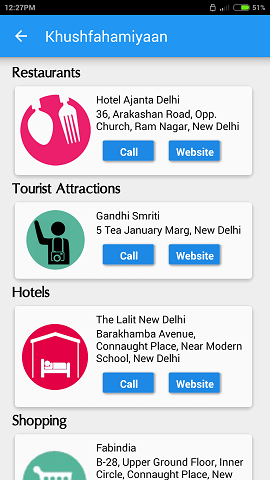 12:27PM
51%
Khushfahamiyaan
Restaurants
Hotel Ajanta Delhi
36, Arakashan Road, Opp.
Church, Ram Nagar, New Delhi
Call Website
Tourist Attractions
Gandhi Smriti
5 Tea January Marg, New Delhi
Call Website
Hotels
The Lalit New Delhi
Barakhamba Avenue,
Connaught Place, Near Modern
School, New Delhi
Call Website
Shopping
Fabindia
B-28, Upper Ground Floor, Inner
Circle, Connaught Place, New